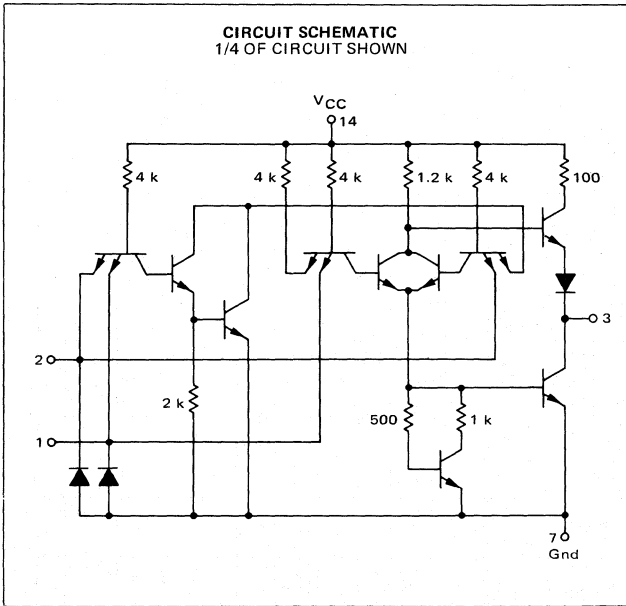 CIRCUIT SCHEMATIC
1/4 OF CIRCUIT SHOWN
VCC
14
4 k
4 k
4 k
1.2 k
4 k
100
3
2
2 k
500
1 k
1
7
Gnd